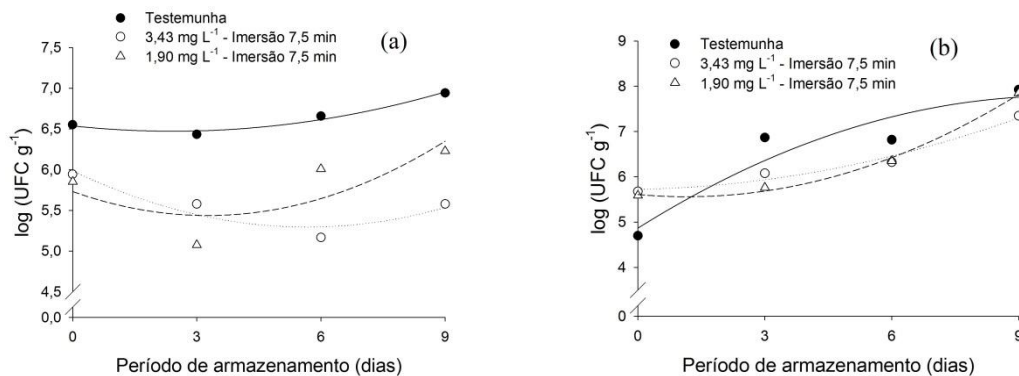 Testemunha
3,43 mg L-1 - Imersão 7,5 min
1,90 mg L-1 - Imersão 7,5 min
(a)
7,5
7,0
6,5
6,0
5,5
5,0
4,5
0,0
log (UFC g-1)
0
3
6
9
Período de armazenamento (dias)
Testemunha
3,43 mg L-1 - Imersão 7,5 min
1,90 mg L-1 - Imersão 7,5 min
(b)
9
8
7
6
5
4
0
log (UFC g-1)
0
3
6
9
Período de armazenamento (dias)